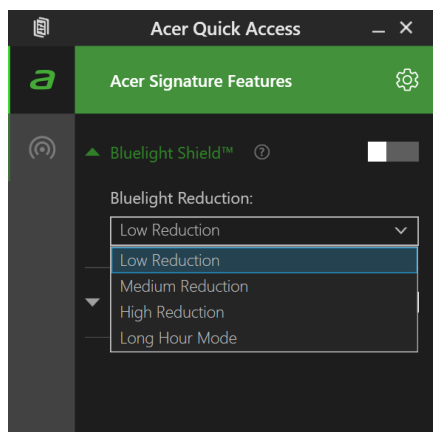 Acer Quick Access
Acer Signature Features
Bluelight Shield™ ?
Bluelight Reduction:
Low Reduction
Low Reduction
Medium Reduction
High Reduction
Long Hour Mode